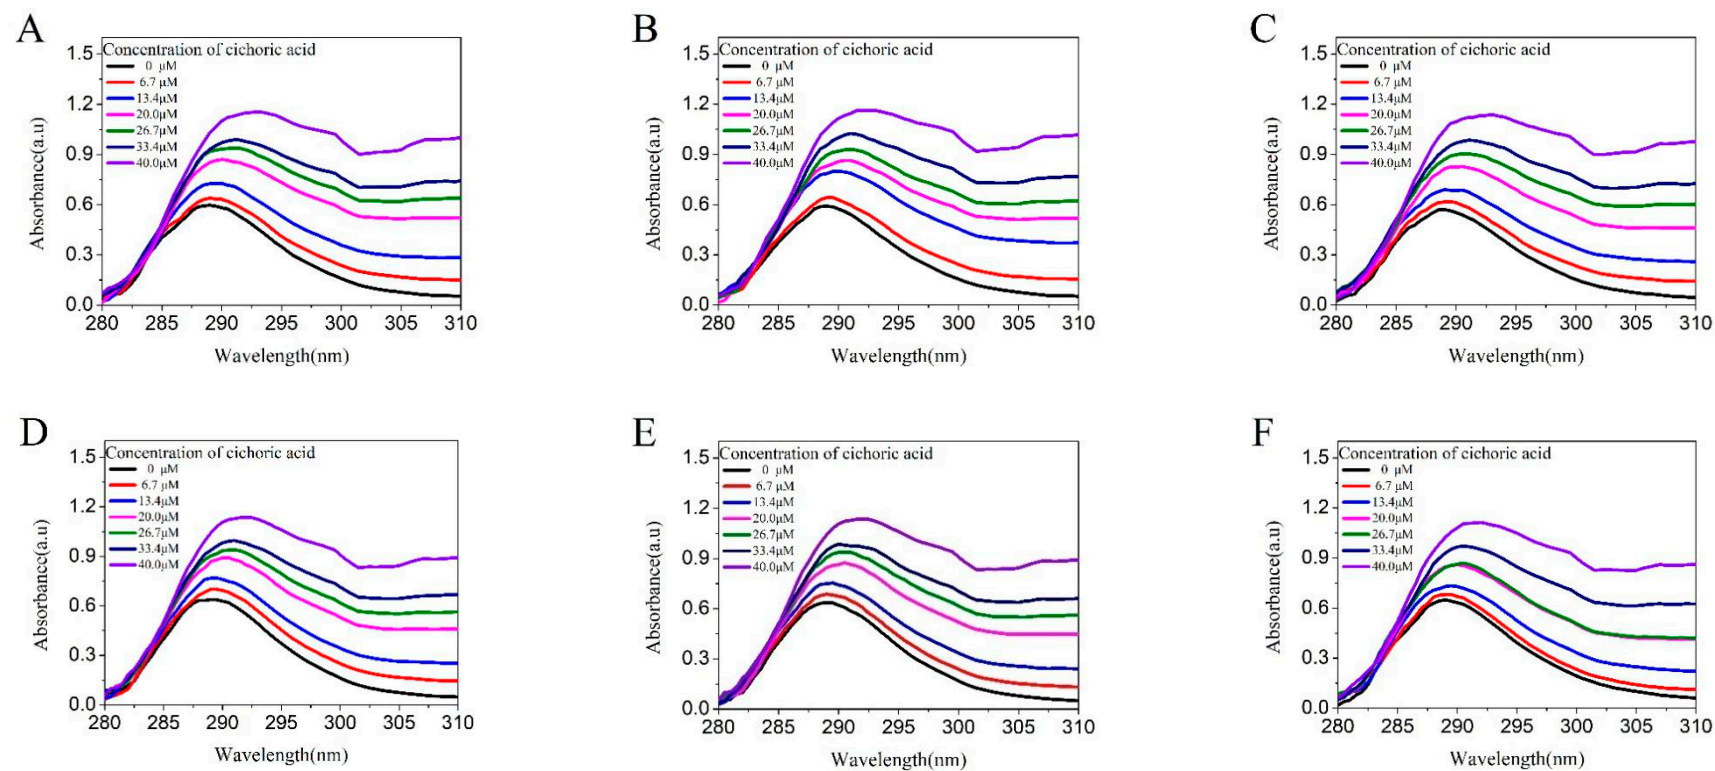 A
Concentration of cichoric acid
0 μM
6.7 μM
13.4μM
20.0μM
26.7μM
33.4μM
40.0μM
1.5
1.2
0.9
0.6
0.3
0.0
280 285 290 295 300 305 310
Absorbance(a.u)
Wavelength(nm)
B
Concentration of cichoric acid
0 μM
6.7 μM
13.4μM
20.0μM
26.7μM
33.4μM
40.0μM
1.5
1.2
0.9
0.6
0.3
0.0
280 285 290 295 300 305 310
Absorbance(a.u)
Wavelength(nm)
C
Concentration of cichoric acid
0 μM
6.7 μM
13.4μM
20.0μM
26.7μM
33.4μM
40.0μM
1.5
1.2
0.9
0.6
0.3
0.0
280 285 290 295 300 305 310
Absorbance(a.u)
Wavelength(nm)
D
Concentration of cichoric acid
0 μM
6.7 μM
13.4μM
20.0μM
26.7μM
33.4μM
40.0μM
1.5
1.2
0.9
0.6
0.3
0.0
280 285 290 295 300 305 310
Absorbance(a.u)
Wavelength(nm)
E
Concentration of cichoric acid
0 μM
6.7 μM
13.4μM
20.0μM
26.7μM
33.4μM
40.0μM
1.5
1.2
0.9
0.6
0.3
0.0
280 285 290 295 300 305 310
Absorbance(a.u)
Wavelength(nm)
F
Concentration of cichoric acid
0 μM
6.7 μM
13.4μM
20.0μM
26.7μM
33.4μM
40.0μM
1.5
1.2
0.9
0.6
0.3
0.0
280 285 290 295 300 305 310
Absorbance(a.u)
Wavelength(nm)